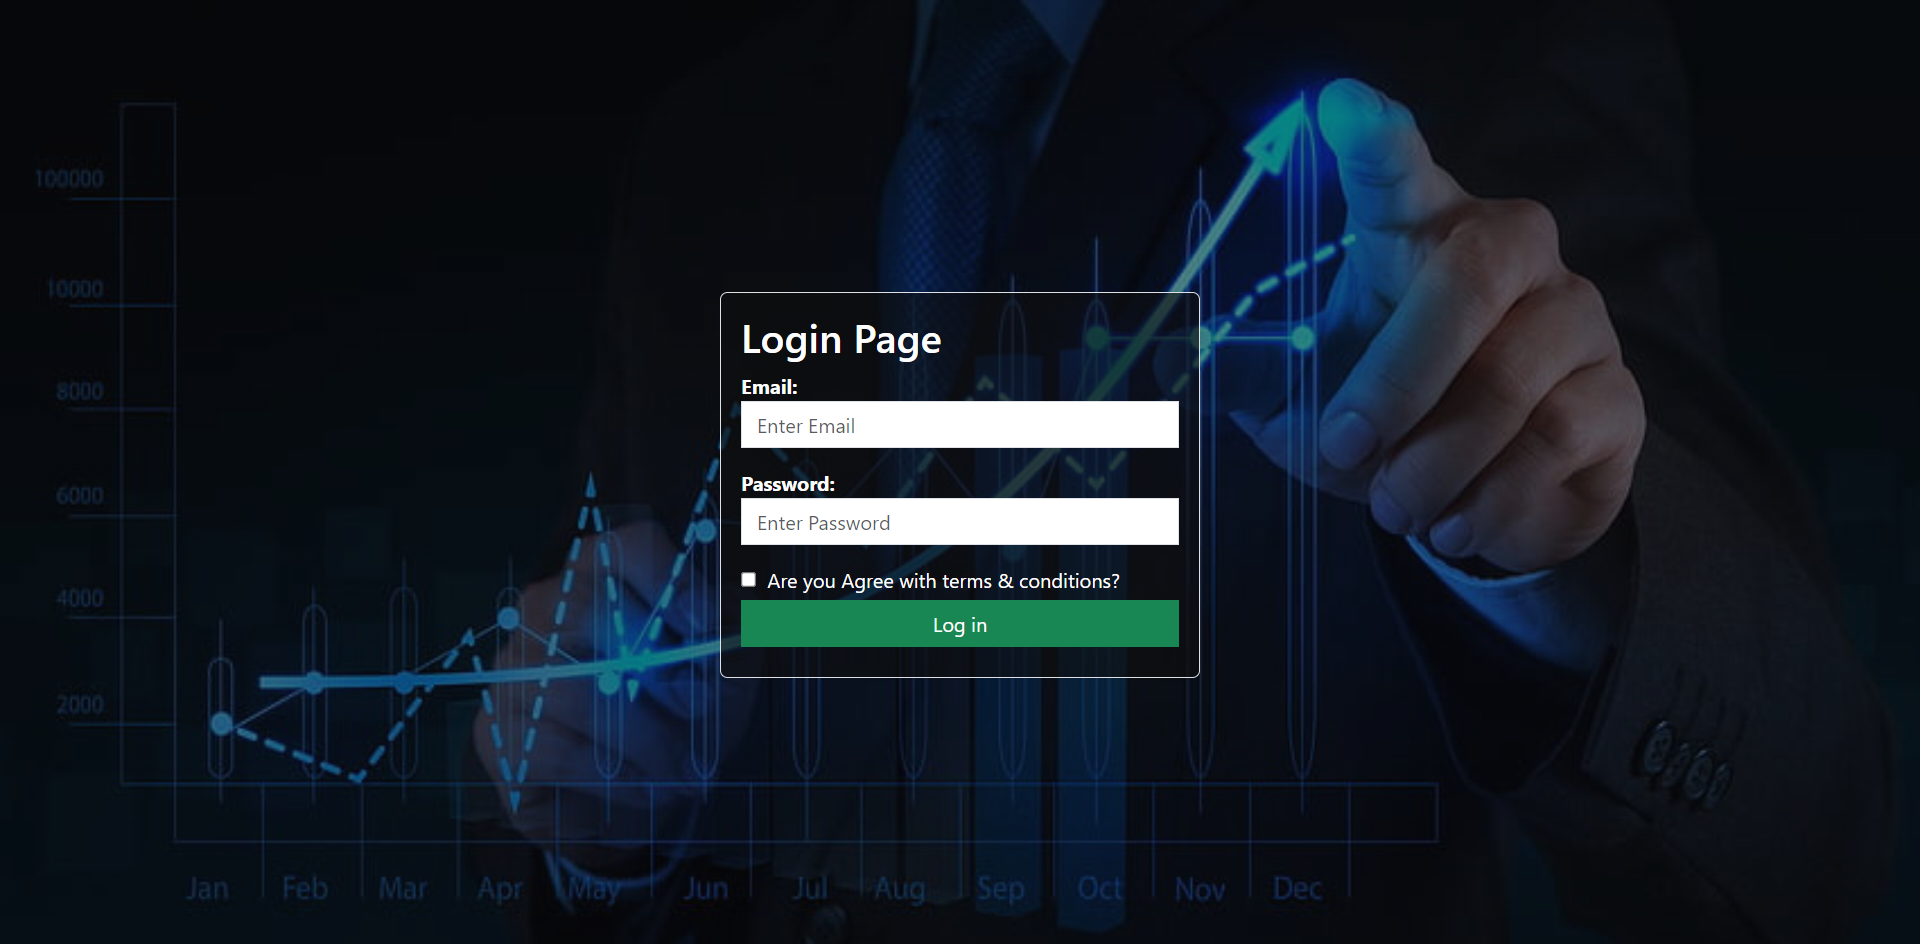 100000
10000
8000
6000
4000
2000
Login Page
Email:
Enter Email
Password:
Enter Password
Are you Agree with terms & conditions?
Log in
Jan Feb Mar Apr May Jun Jul Aug Sep Oct Nov Dec